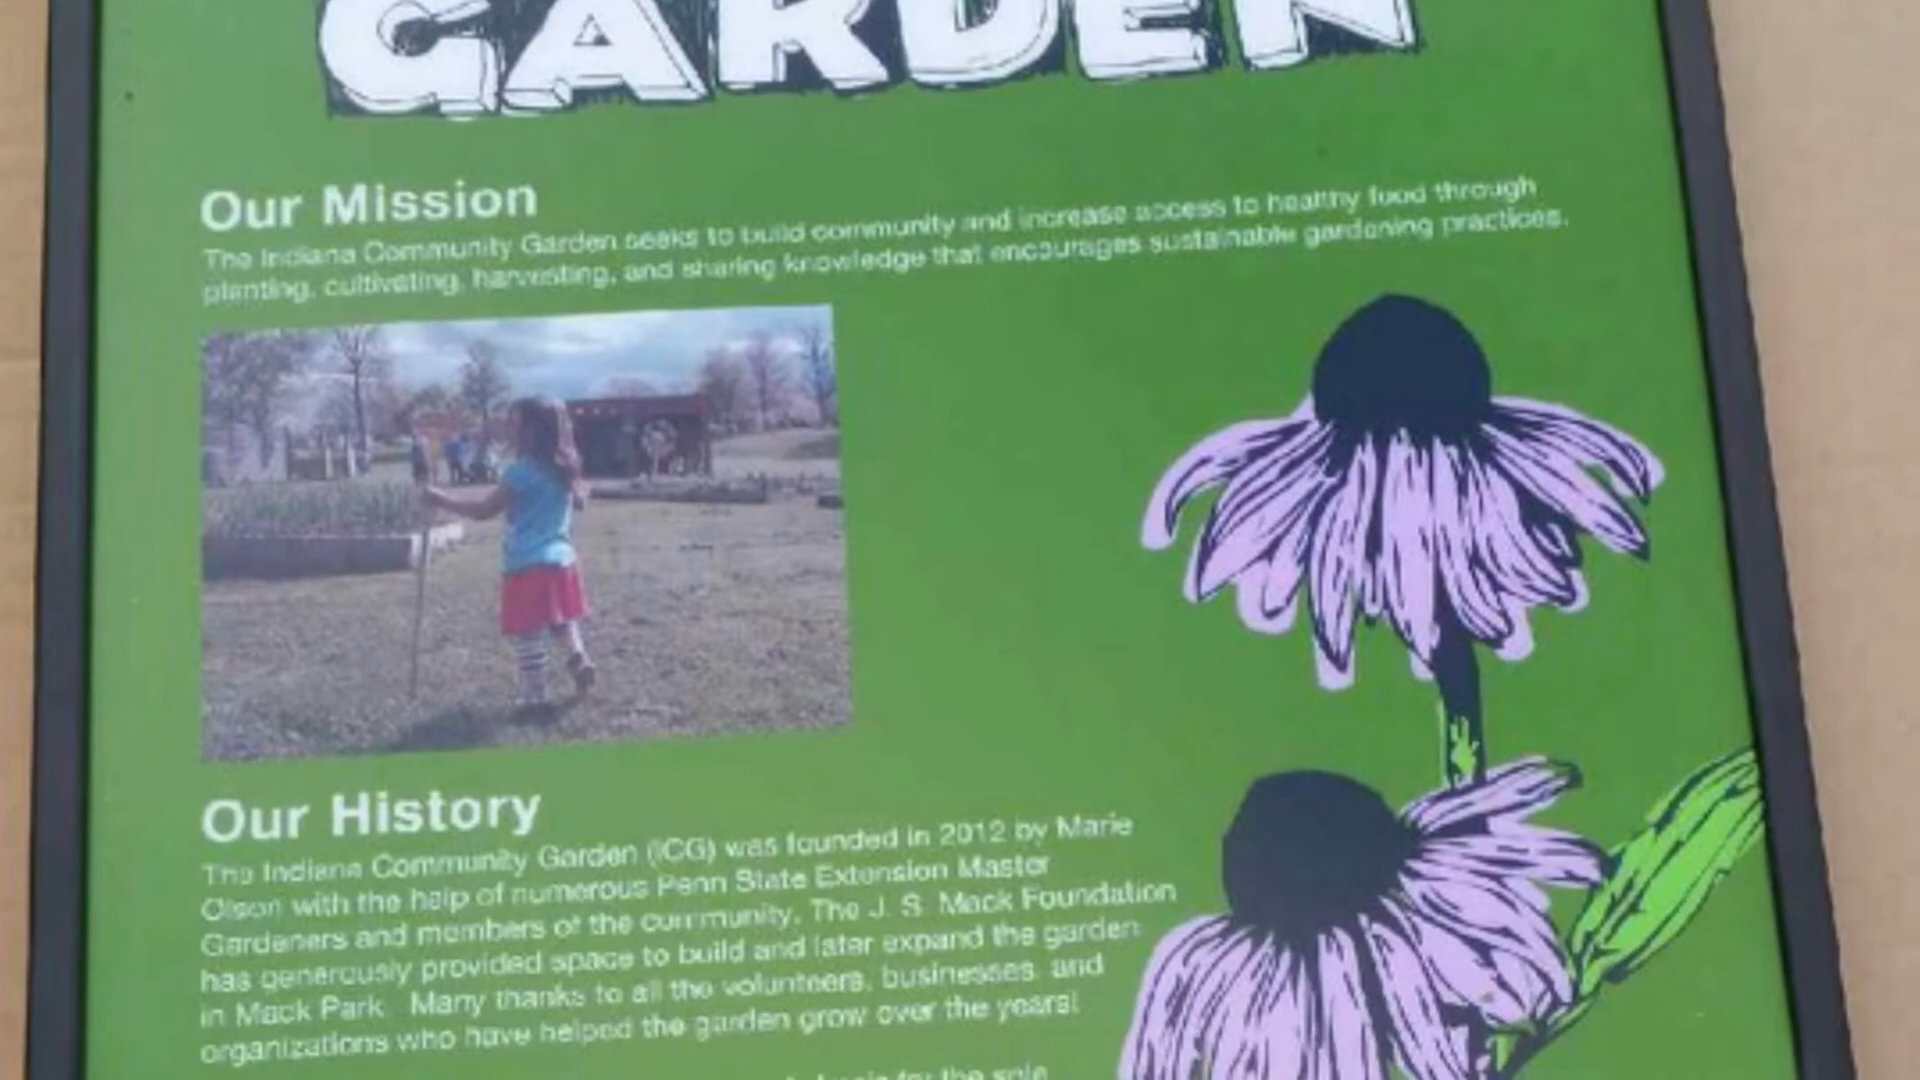 GARDEN
Our Mission
The Indiana Community Garden seeks to build community and increase access to healthy food through
planting, cultivating, harvesting, and sharing knowledge that encourages sustainable gardening practices.
Our History
The Indiana Community Garden (ICG) was founded in 2012 by Marie
Olson with the help of numerous Penn State Extension Master
Gardeners and members of the community. The J. S. Mack Foundation
has generously provided space to build and later expand the garden
in Mack Park. Many thanks to all the volunteers, businesses, and
organizations who have helped the garden grow over the years!
for the sole